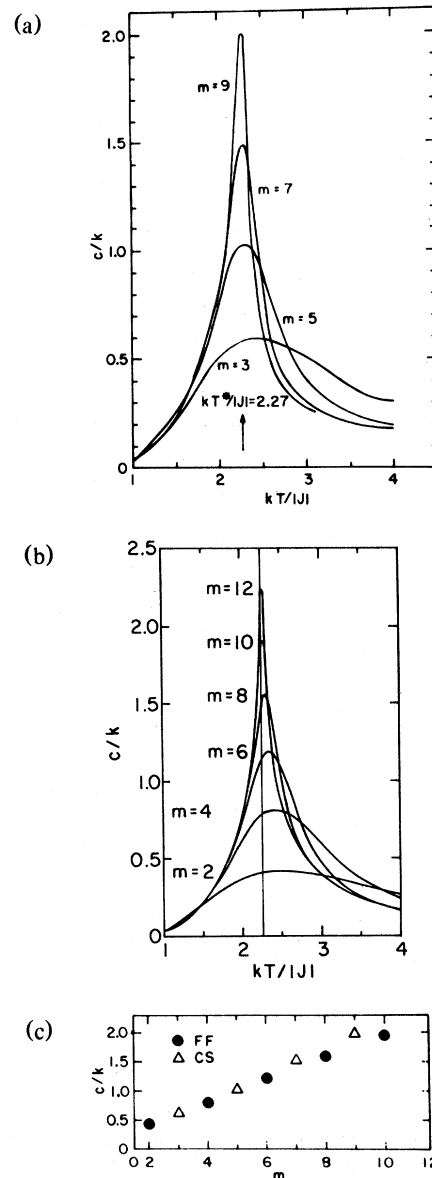 (a)
2.0
m=9
1.5
m=7
c/k
1.0
m=5
0.5
m=3
kT*/|J|=2.27
0
1 2 3 4
kT/|J|
(b)
2.5
m=12
2.0
m=10
1.5
m=8
c/k
m=6
1.0
m=4
0.5
m=2
0
1 2 3 4
kT/|J|
(c)
2.0
● FF
1.5
△ CS
c/k
1.0
0.5
0
0 2 4 6 8 10 12
m